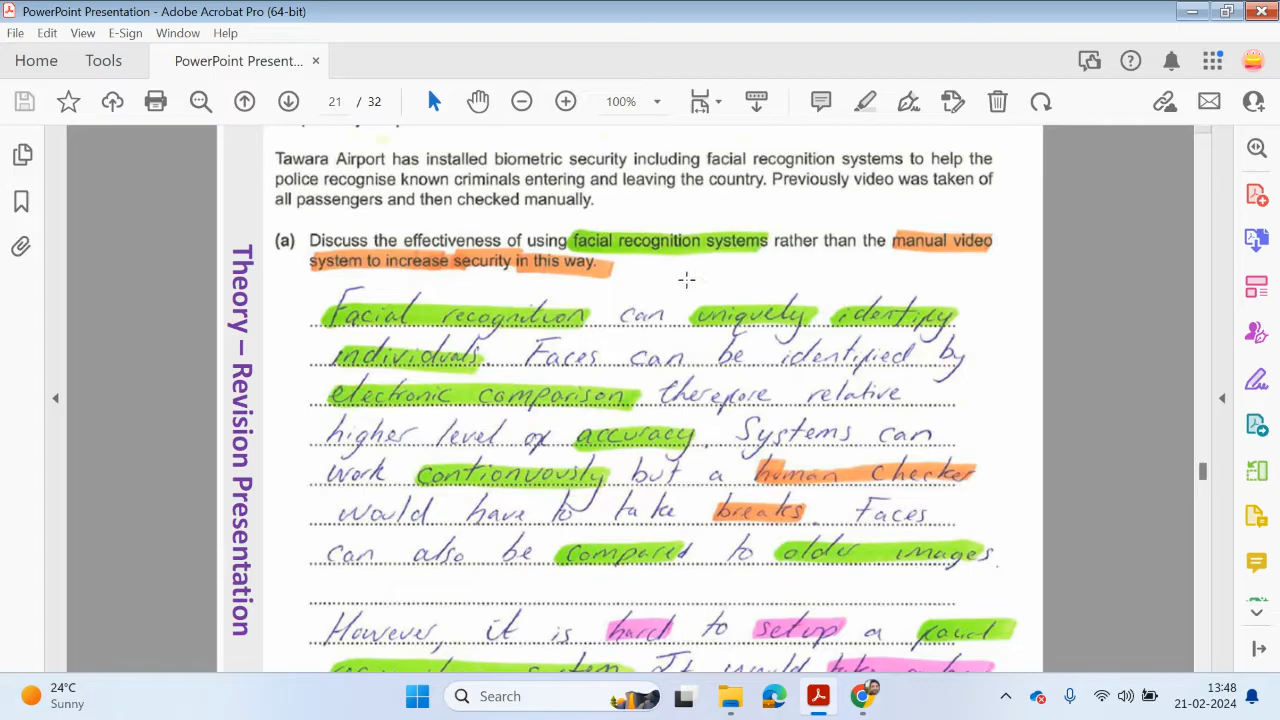 PowerPoint Presentation - Adobe Acrobat Pro (64-bit)
File Edit View E-Sign Window Help
Home Tools PowerPoint Present... ×
21 / 32 100%
Tawara Airport has installed biometric security including facial recognition systems to help the
police recognise known criminals entering and leaving the country. Previously video was taken of
all passengers and then checked manually.
(a) Discuss the effectiveness of using facial recognition systems rather than the manual video
system to increase security in this way.
Facial recognition can uniquely identify
individuals. Faces can be identified by
electronic comparison therefore relative
higher level of accuracy. Systems can
work contionuously but a human checker
would have to take breaks. Faces
can also be compared to older images.
However, it is hard to setup a facial
system. It would take
Theory – Revision Presentation
24°C
Sunny
Search
13:48
21-02-2024